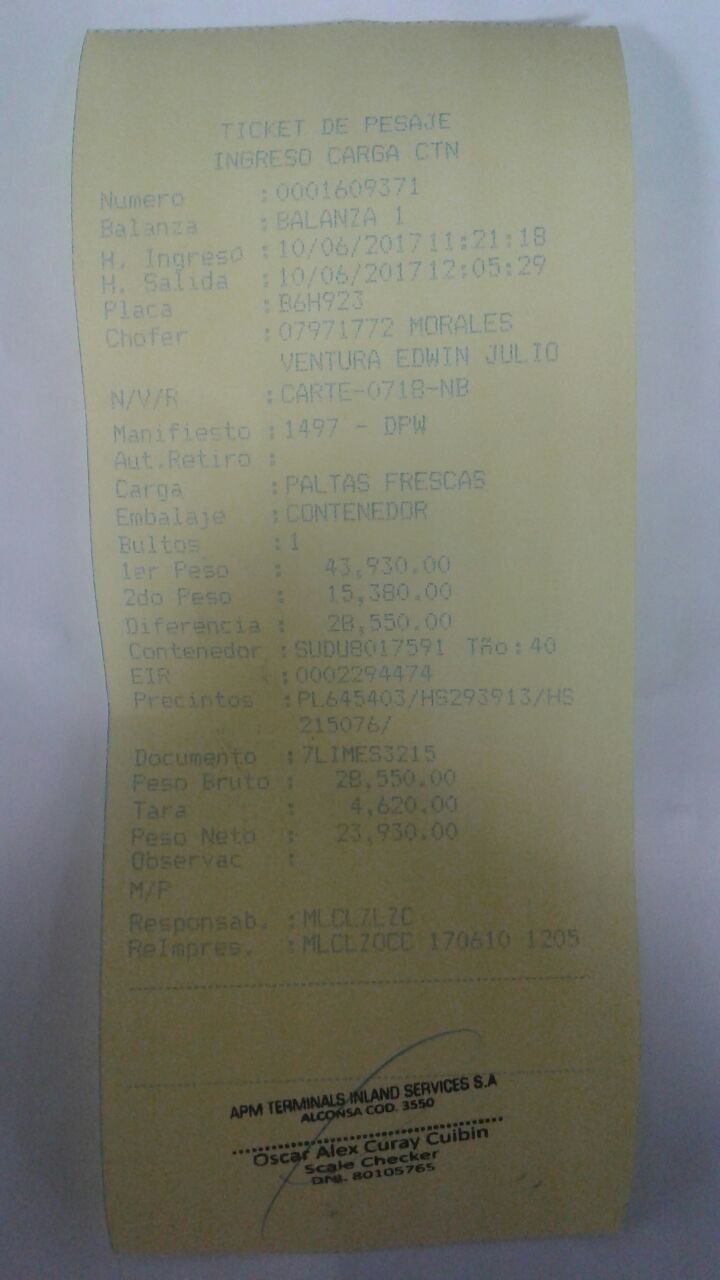 TICKET DE PESAJE
INGRESO CARGA CTN
Numero : 0001609371
Balanza : BALANZA 1
H. Ingreso : 10/06/2017 11:21:18
H. Salida : 10/06/2017 12:05:29
Placa : B6H923
Chofer : 07971772 MORALES
VENTURA EDWIN JULIO
N/V/R : CARTE-0718-NB
Manifiesto : 1497 - DPW
Aut.Retiro :
Carga : PALTAS FRESCAS
Embalaje : CONTENEDOR
Bultos : 1
1er Peso : 43,930.00
2do Peso : 15,380.00
Diferencia : 28,550.00
Contenedor : SUDU8017591 Tño: 40
EIR : 0002294474
Precintos : PL645403/HS293913/HS
215076/
Documento : 7LIMES3215
Peso Bruto : 28,550.00
Tara : 4,620.00
Peso Neto : 23,930.00
Observac :
M/P
Responsab. : MLCL7LZC
ReImpres. : MLCLZOCC 170610 1205
APM TERMINALS INLAND SERVICES S.A
ALCONSA COD. 3550
Oscar Alex Curay Cuibin
Scale Checker
DNI. 80105765